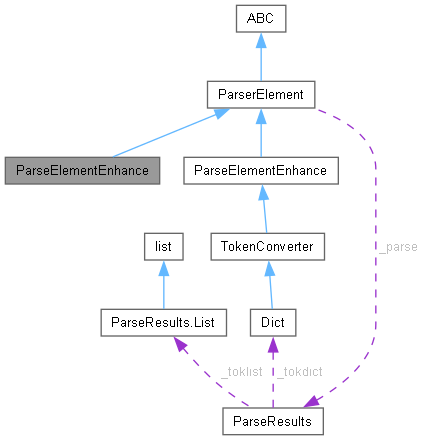 ABC
ParserElement
ParseElementEnhance
ParseElementEnhance
_parse
list
TokenConverter
ParseResults.List
Dict
_toklist
_tokdict
ParseResults